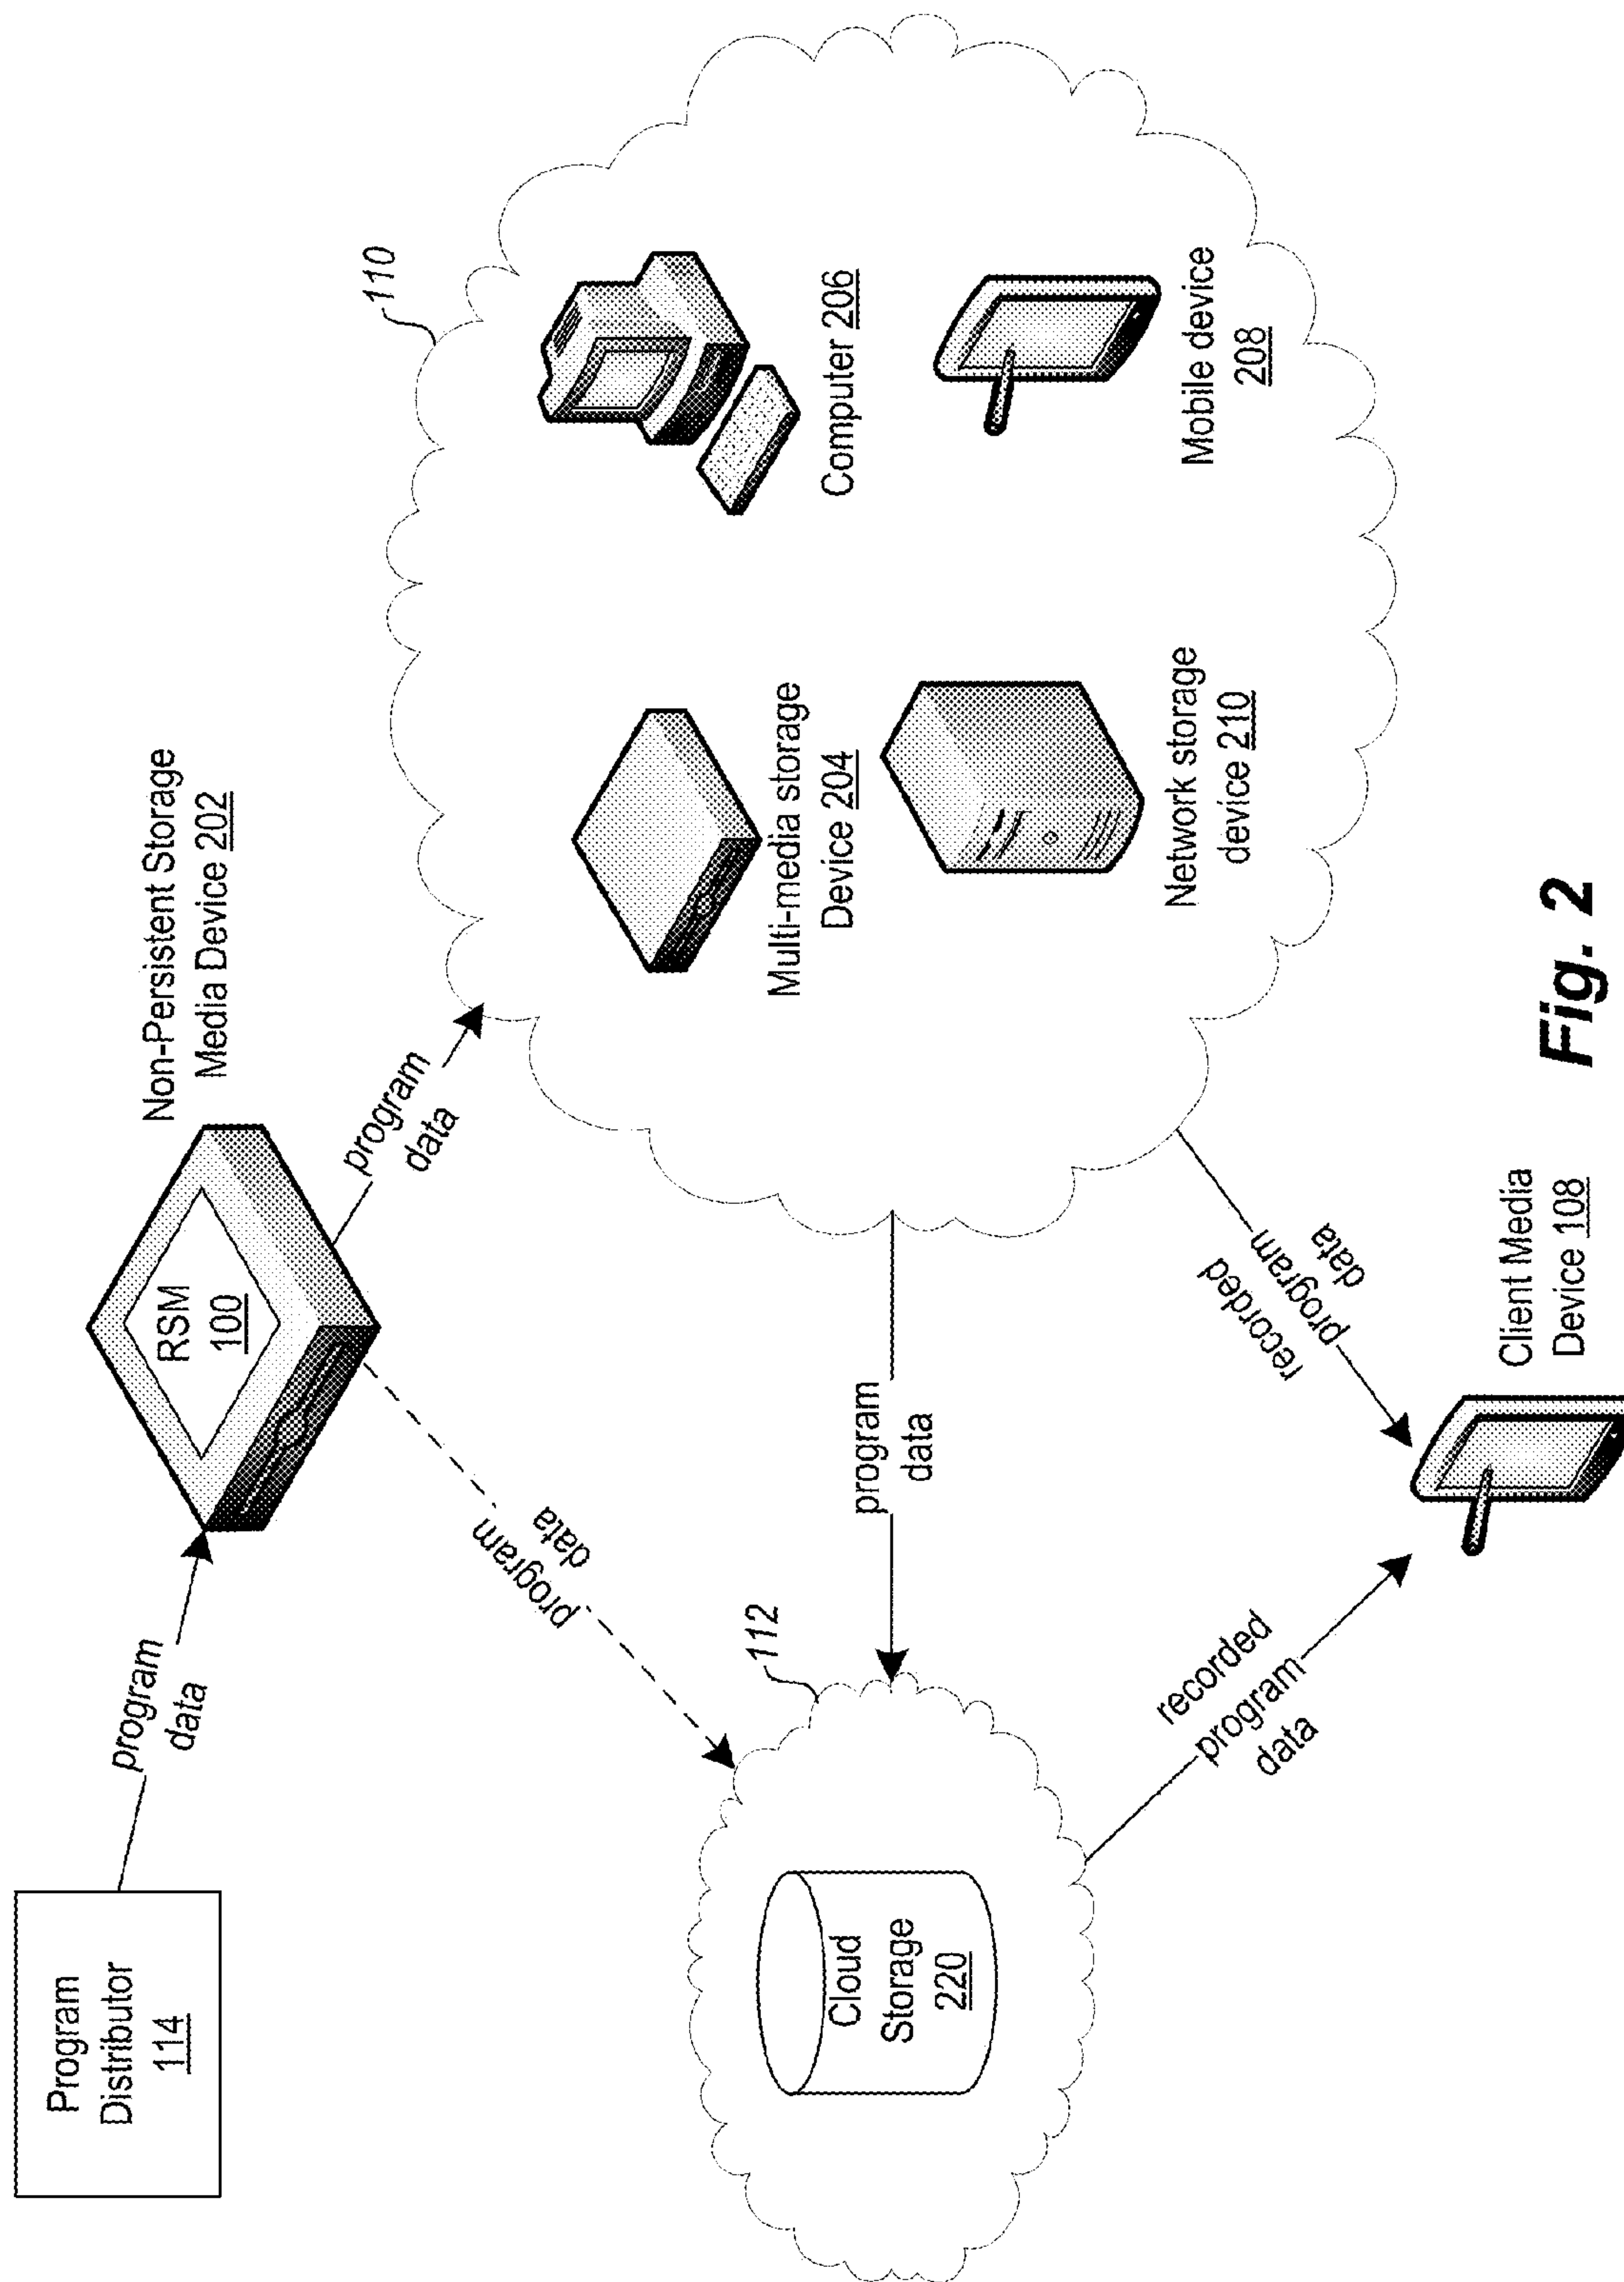 Program
Distributor
114
program
data
RSM
100
Non-Persistent Storage
Media Device 202
program
data
program
data
110
Multi-media storage
Device 204
Computer 206
Network storage
device 210
Mobile device
208
program
data
112
Cloud
Storage
220
recorded
program
data
recorded
program
data
Client Media
Device 108
Fig. 2